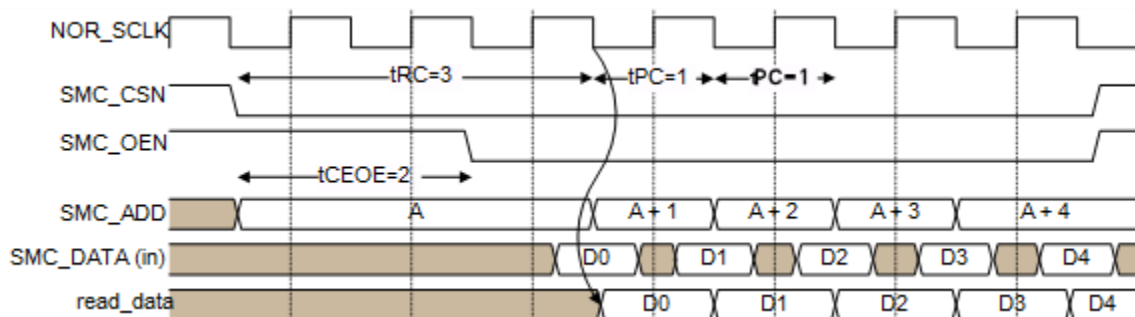 NOR_SCLK
tRC=3 tPC=1 tPC=1
SMC_CSN
SMC_OEN
tCEOE=2
SMC_ADD A A + 1 A + 2 A + 3 A + 4
SMC_DATA (in) D0 D1 D2 D3 D4
read_data D0 D1 D2 D3 D4